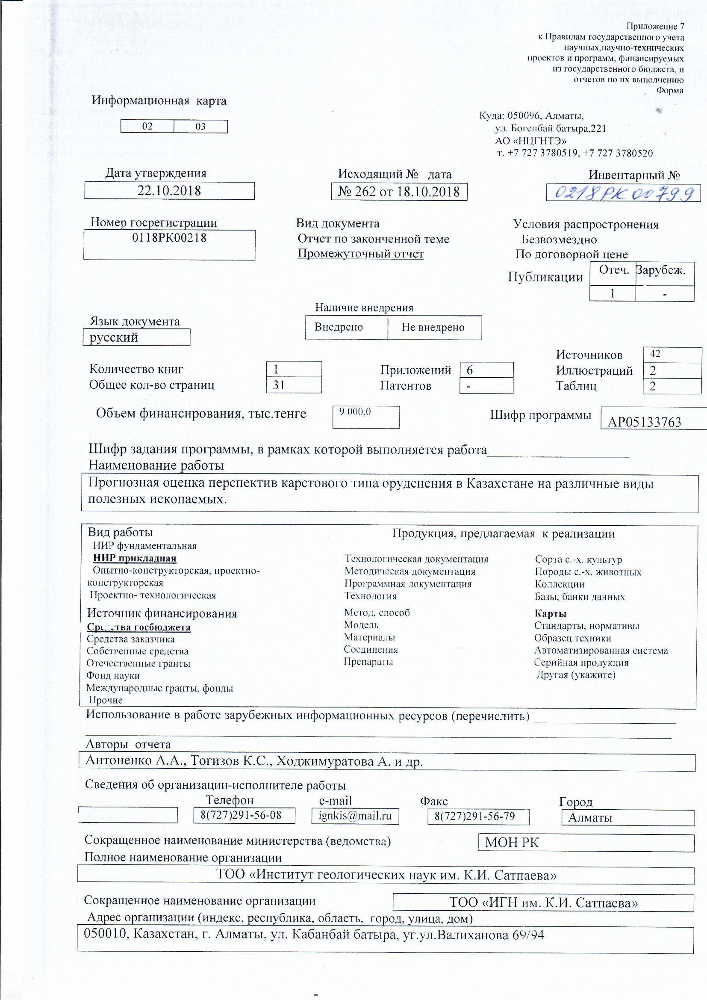 Приложение 7
к Правилам государственного учета
научных,научно-технических
проектов и программ, финансируемых
из государственного бюджета, и
отчетов по их выполнению
Форма
Информационная карта
02 03
Куда: 050096, Алматы,
ул. Богенбай батыра,221
АО «НЦГНТЭ»
т. +7 727 3780519, +7 727 3780520
Дата утверждения Исходящий № дата Инвентарный №
22.10.2018 № 262 от 18.10.2018 0218РК00799
Номер госрегистрации Вид документа Условия распростронения
0118РК00218 Отчет по законченной теме Безвозмездно
Промежуточный отчет По договорной цене
Публикации Отеч. Зарубеж.
1 -
Наличие внедрения
Язык документа Внедрено Не внедрено
русский
Источников 42
Количество книг 1 Приложений 6 Иллюстраций 2
Общее кол-во страниц 31 Патентов - Таблиц 2
Объем финансирования, тыс.тенге 9 000,0 Шифр программы АР05133763
Шифр задания программы, в рамках которой выполняется работа
Наименование работы
Прогнозная оценка перспектив карстового типа оруденения в Казахстане на различные виды
полезных ископаемых.
Вид работы Продукция, предлагаемая к реализации
НИР фундаментальная
НИР прикладная Технологическая документация Сорта с.-х. культур
Опытно-конструкторская, проектно- Методическая документация Породы с.-х. животных
конструкторская Программная документация Коллекции
Проектно- технологическая Технология Базы, банки данных
Источник финансирования Метод, способ Карты
Средства госбюджета Модель Стандарты, нормативы
Средства заказчика Материалы Образец техники
Собственные средства Соединения Автоматизированная система
Отечественные гранты Препараты Серийная продукция
Фонд науки Другая (укажите)
Международные гранты, фонды
Прочие
Использование в работе зарубежных информационных ресурсов (перечислить)
Авторы отчета
Антоненко А.А., Тогизов К.С., Ходжимуратова А. и др.
Сведения об организации-исполнителе работы
Телефон e-mail Факс Город
8(727)291-56-08 ignkis@mail.ru 8(727)291-56-79 Алматы
Сокращенное наименование министерства (ведомства) МОН РК
Полное наименование организации
ТОО «Институт геологических наук им. К.И. Сатпаева»
Сокращенное наименование организации ТОО «ИГН им. К.И. Сатпаева»
Адрес организации (индекс, республика, область, город, улица, дом)
050010, Казахстан, г. Алматы, ул. Кабанбай батыра, уг.ул.Валиханова 69/94